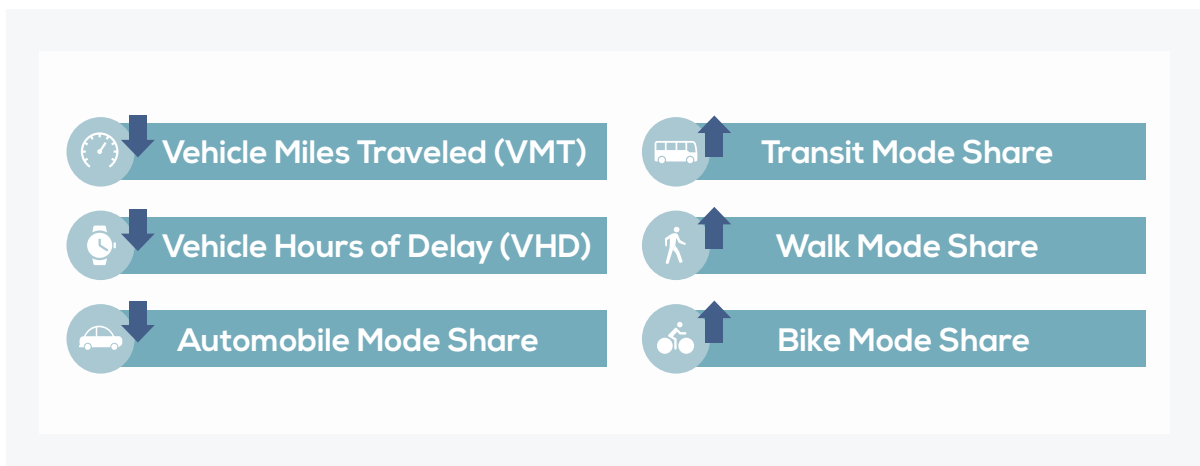 Vehicle Miles Traveled (VMT)
Vehicle Hours of Delay (VHD)
Automobile Mode Share
Transit Mode Share
Walk Mode Share
Bike Mode Share